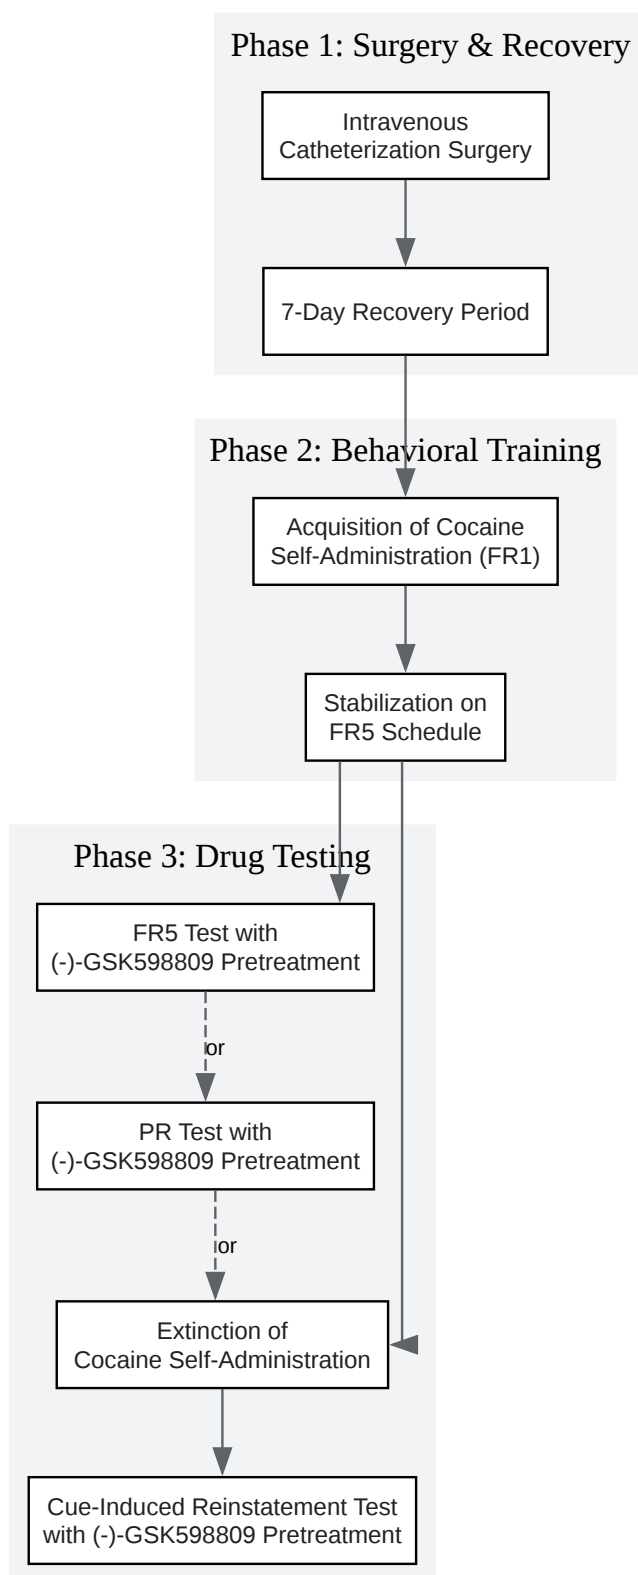 Phase 1: Surgery & Recovery
Intravenous
Catheterization Surgery
7-Day Recovery Period
Phase 2: Behavioral Training
Acquisition of Cocaine
Self-Administration (FR1)
Stabilization on
FR5 Schedule
Phase 3: Drug Testing
FR5 Test with
(-)-GSK598809 Pretreatment
or
PR Test with
(-)-GSK598809 Pretreatment
or
Extinction of
Cocaine Self-Administration
Cue-Induced Reinstatement Test
with (-)-GSK598809 Pretreatment